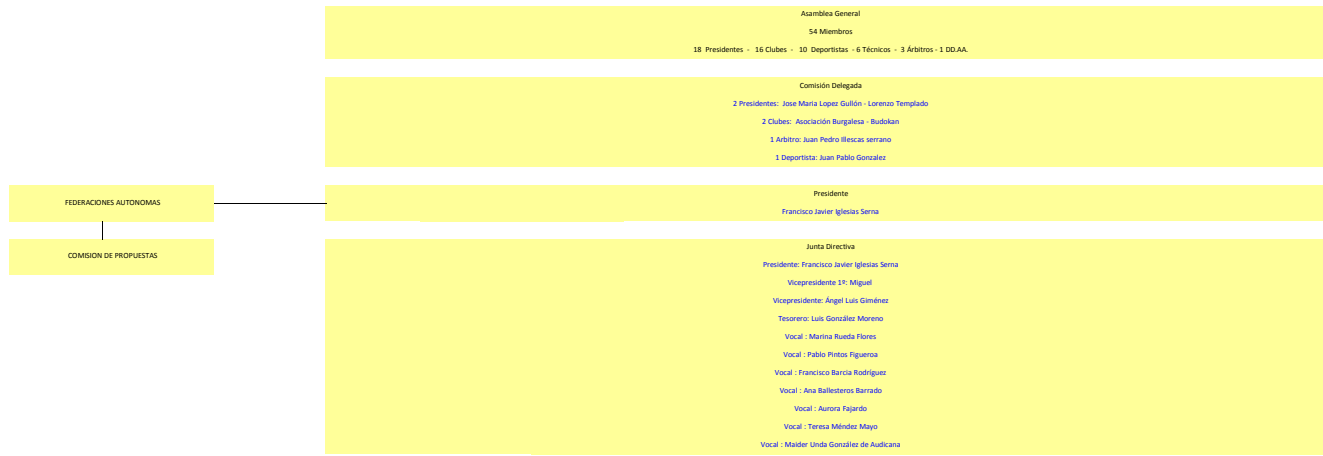 Asamblea General
54 Miembros
18 Presidentes - 16 Clubes - 10 Deportistas - 6 Técnicos - 3 Árbitros - 1 DD.AA.
Comisión Delegada
2 Presidentes: Jose Maria Lopez Gullón - Lorenzo Templado
2 Clubes: Asociación Burgalesa - Budokan
1 Arbitro: Juan Pedro Illescas serrano
1 Deportista: Juan Pablo Gonzalez
FEDERACIONES AUTONOMAS
Presidente
Francisco Javier Iglesias Serna
COMISION DE PROPUESTAS
Junta Directiva
Presidente: Francisco Javier Iglesias Serna
Vicepresidente 1º: Miguel
Vicepresidente: Ángel Luis Giménez
Tesorero: Luis González Moreno
Vocal : Marina Rueda Flores
Vocal : Pablo Pintos Figueroa
Vocal : Francisco Barcia Rodríguez
Vocal : Ana Ballesteros Barrado
Vocal : Aurora Fajardo
Vocal : Teresa Méndez Mayo
Vocal : Maider Unda González de Audicana